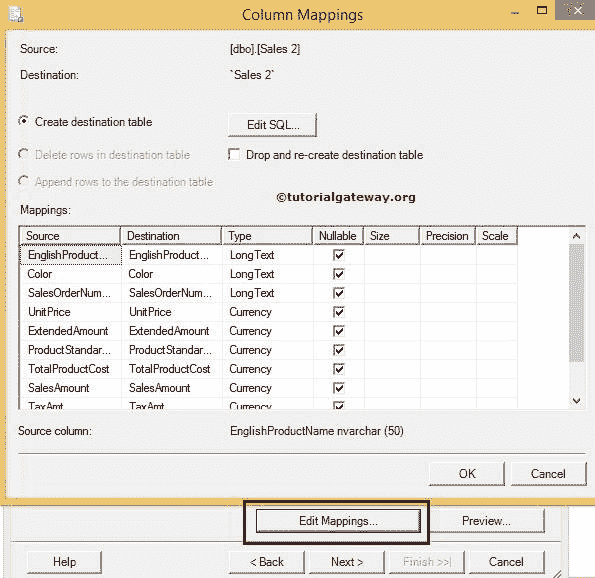 Column Mappings
Source: [dbo].[Sales 2]
Destination: `Sales 2`
Create destination table Edit SQL...
Delete rows in destination table Drop and re-create destination table
Append rows to the destination table
©tutorialgateway.org
Mappings:
Source Destination Type Nullable Size Precision Scale
EnglishProduct... EnglishProduct... LongText
Color Color LongText
SalesOrderNum... SalesOrderNum... LongText
UnitPrice UnitPrice Currency
ExtendedAmount ExtendedAmount Currency
ProductStandar... ProductStandar... Currency
TotalProductCost TotalProductCost Currency
SalesAmount SalesAmount Currency
TaxAmt TaxAmt Currency
Source column: EnglishProductName nvarchar (50)
OK Cancel
Edit Mappings... Preview...
Help < Back Next > Finish >>| Cancel